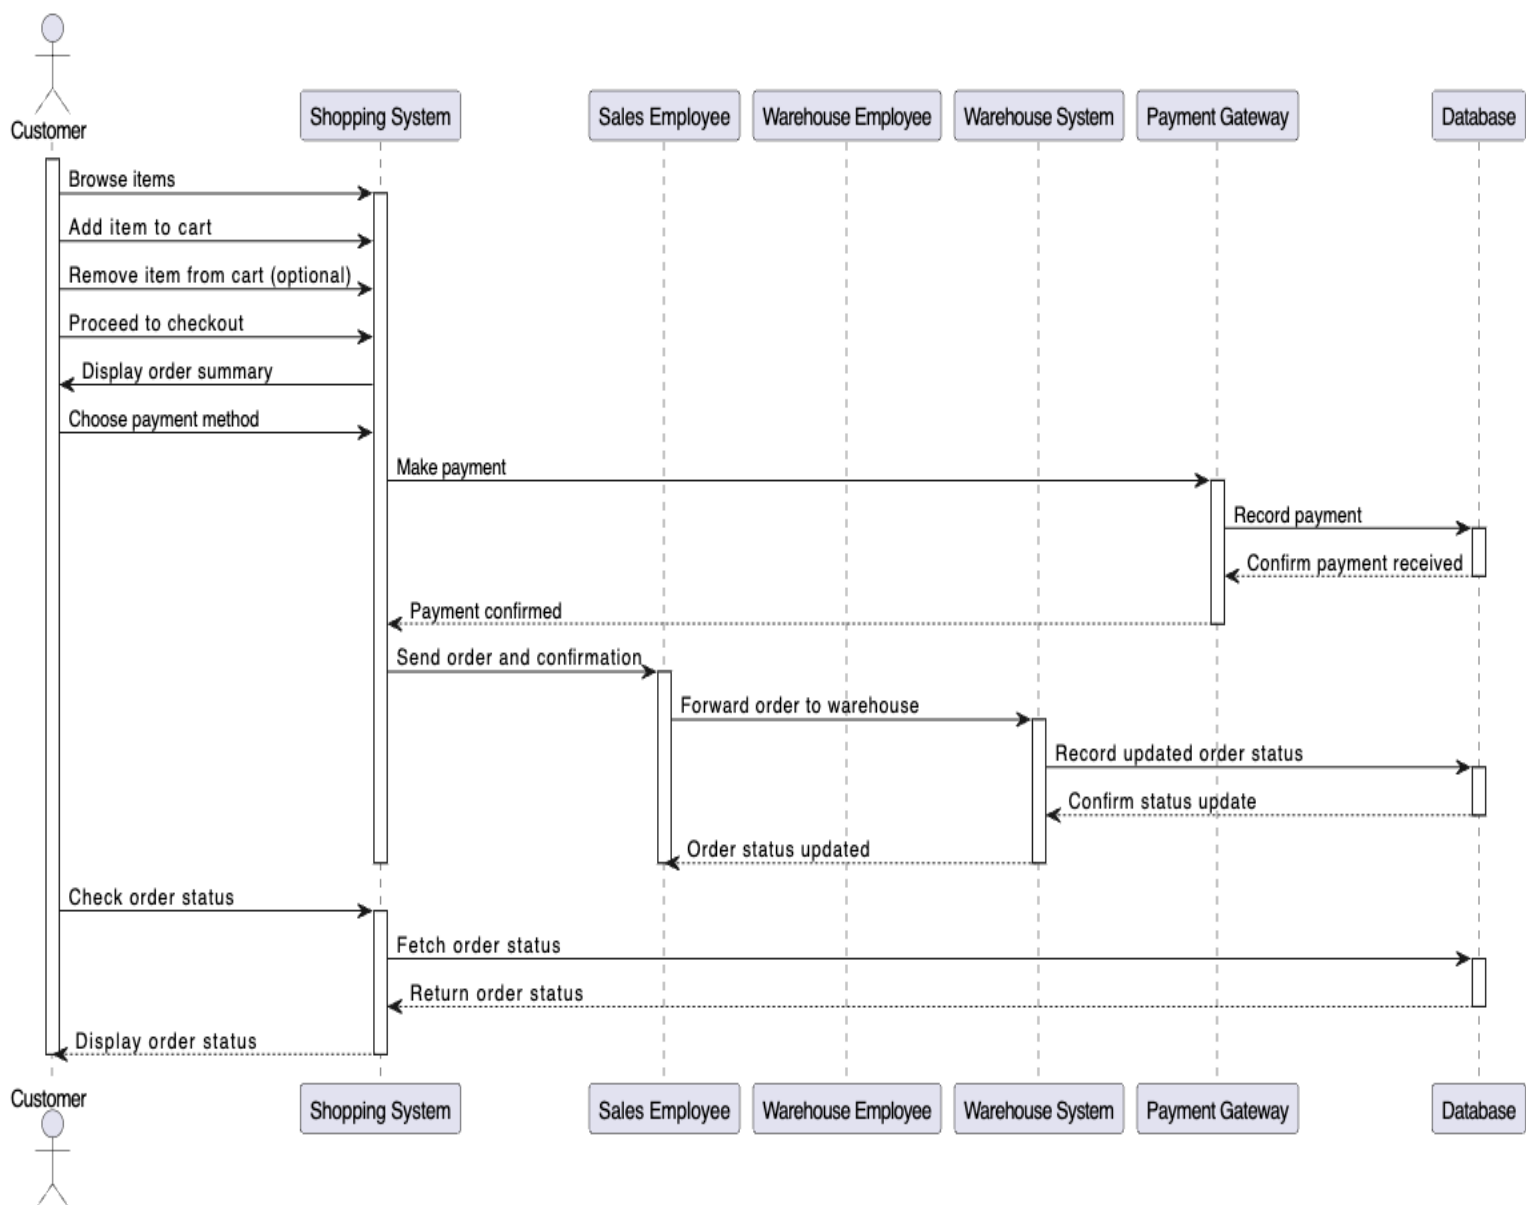 Customer
Shopping System
Sales Employee
Warehouse Employee
Warehouse System
Payment Gateway
Database
Browse items
Add item to cart
Remove item from cart (optional)
Proceed to checkout
Display order summary
Choose payment method
Make payment
Record payment
Confirm payment received
Payment confirmed
Send order and confirmation
Forward order to warehouse
Record updated order status
Confirm status update
Order status updated
Check order status
Fetch order status
Return order status
Display order status
Customer
Shopping System
Sales Employee
Warehouse Employee
Warehouse System
Payment Gateway
Database